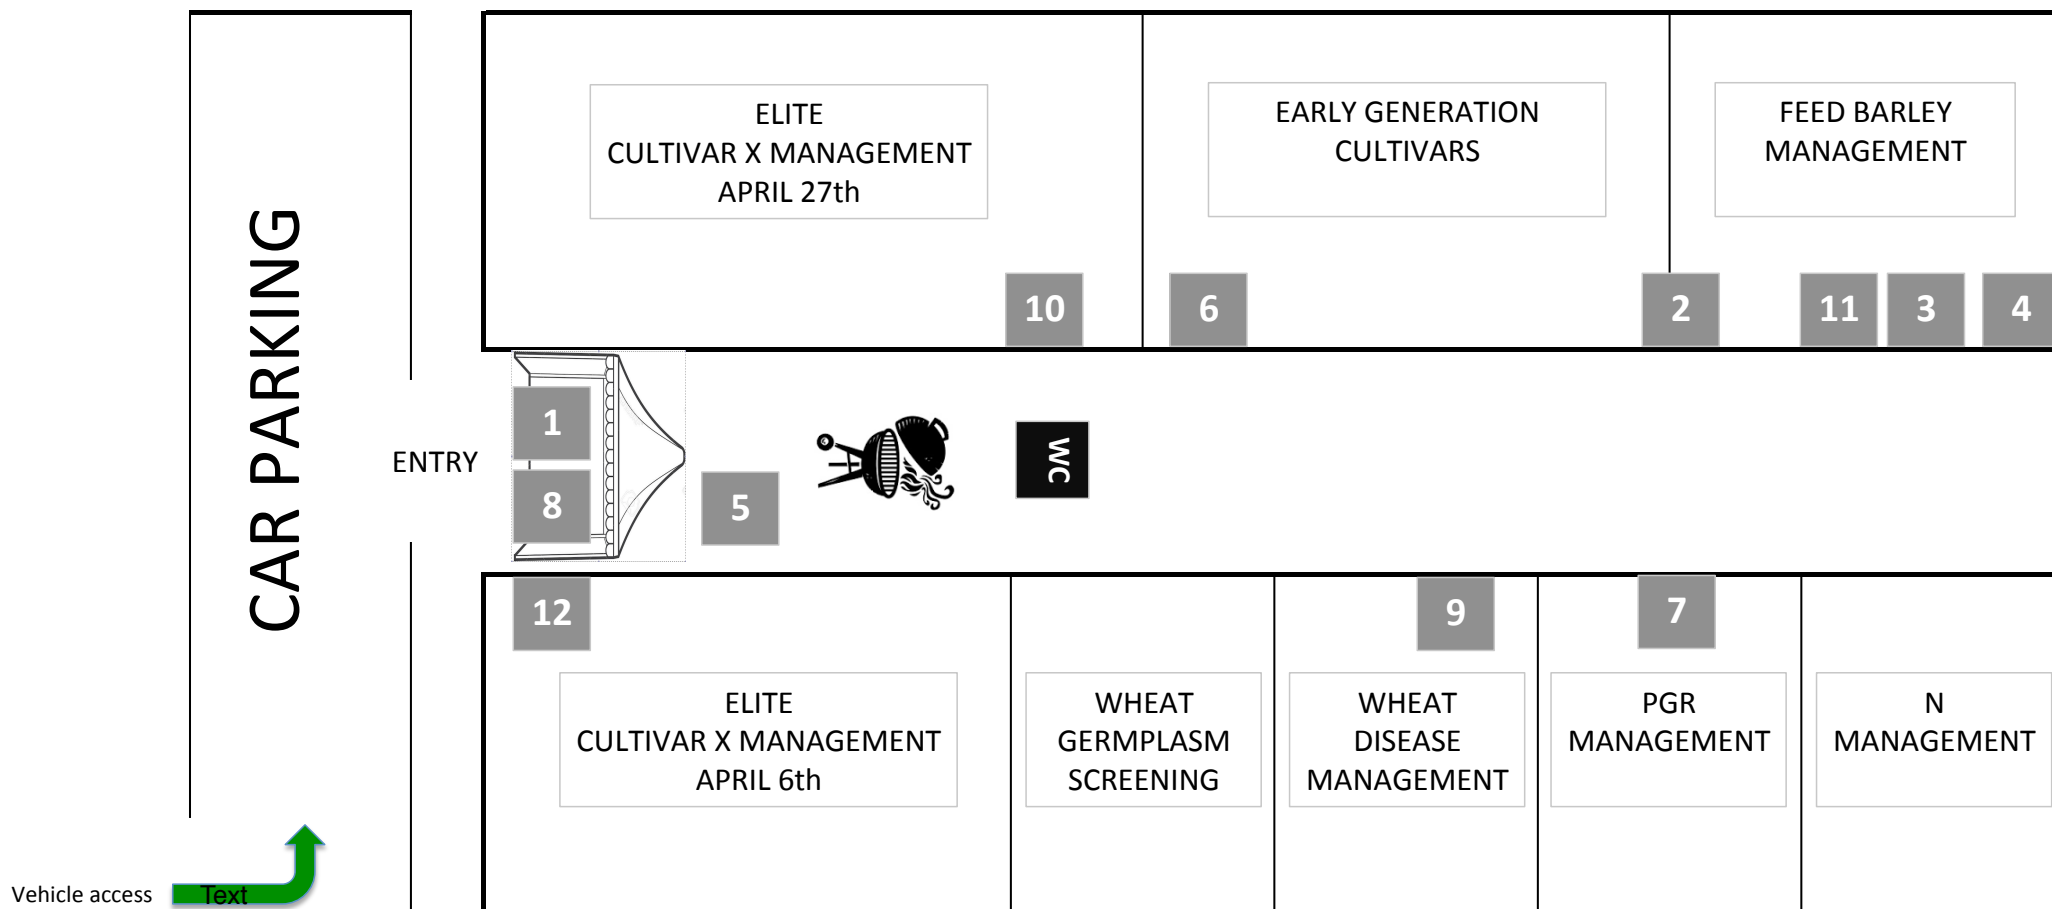 CAR PARKING
ELITE
CULTIVAR X MANAGEMENT
APRIL 27th
EARLY GENERATION
CULTIVARS
FEED BARLEY
MANAGEMENT
10
6
2
11
3
4
ENTRY
1
8
5
WC
12
9
7
ELITE
CULTIVAR X MANAGEMENT
APRIL 6th
WHEAT
GERMPLASM
SCREENING
WHEAT
DISEASE
MANAGEMENT
PGR
MANAGEMENT
N
MANAGEMENT
Vehicle access
Text